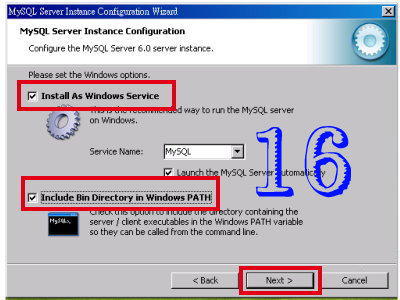 MySQL Server Instance Configuration Wizard
MySQL Server Instance Configuration
Configure the MySQL Server 6.0 server instance.
Please set the Windows options.
Install As Windows Service
This is the recommended way to run the MySQL server
on Windows.
Service Name: MySQL
Launch the MySQL Server automatically
16
Include Bin Directory in Windows PATH
Check this option to include the directory containing the
server / client executables in the Windows PATH variable
so they can be called from the command line.
< Back Next > Cancel